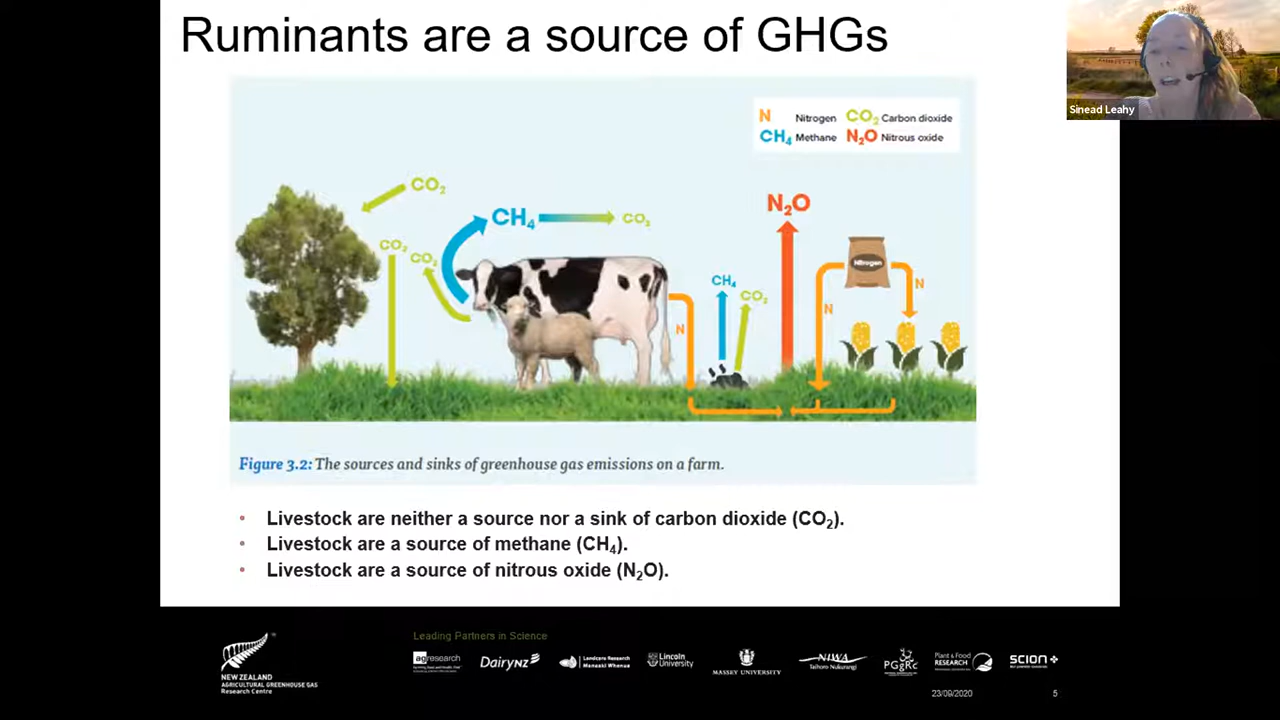 Ruminants are a source of GHGs
Sinead Leahy
N Nitrogen CO₂ Carbon dioxide
CH₄ Methane N₂O Nitrous oxide
CO₂
CH₄
CO₂
N₂O
CO₂
CO₂
CH₄
CO₂
Nitrogen
N
N
N
Figure 3.2: The sources and sinks of greenhouse gas emissions on a farm.
• Livestock are neither a source nor a sink of carbon dioxide (CO₂).
• Livestock are a source of methane (CH₄).
• Livestock are a source of nitrous oxide (N₂O).
Leading Partners in Science
NEW ZEALAND
AGRICULTURAL GREENHOUSE GAS
Research Centre
agresearch
DairyNZ
Landcare Research
Manaaki Whenua
Lincoln
University
MASSEY UNIVERSITY
NIWA
Taihoro Nukurangi
PGgRc
Plant & Food
RESEARCH
SCION
23/09/2020
5